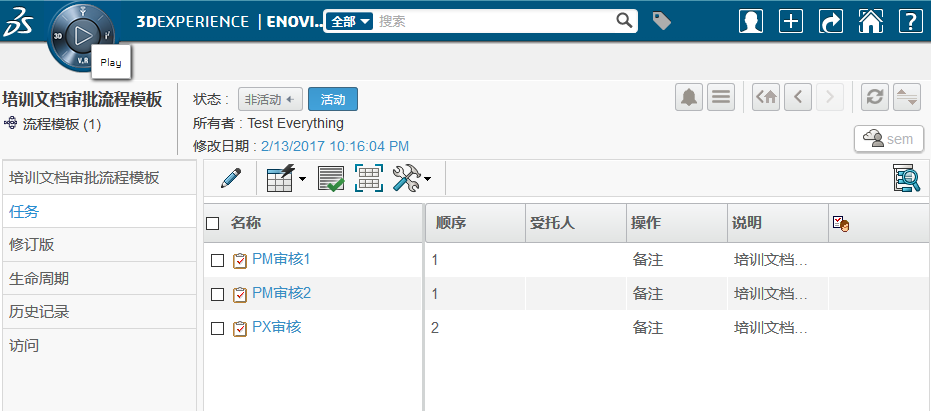 3DEXPERIENCE | ENOVI... 全部 搜索
3D i² V.R
Play
培训文档审批流程模板
流程模板 (1)
状态 : 非活动 活动
所有者 : Test Everything
修改日期 : 2/13/2017 10:16:04 PM
sem
培训文档审批流程模板
任务
修订版
生命周期
历史记录
访问
名称 顺序 受托人 操作 说明
PM审核1 1 备注 培训文档...
PM审核2 1 备注 培训文档...
PX审核 2 备注 培训文档...